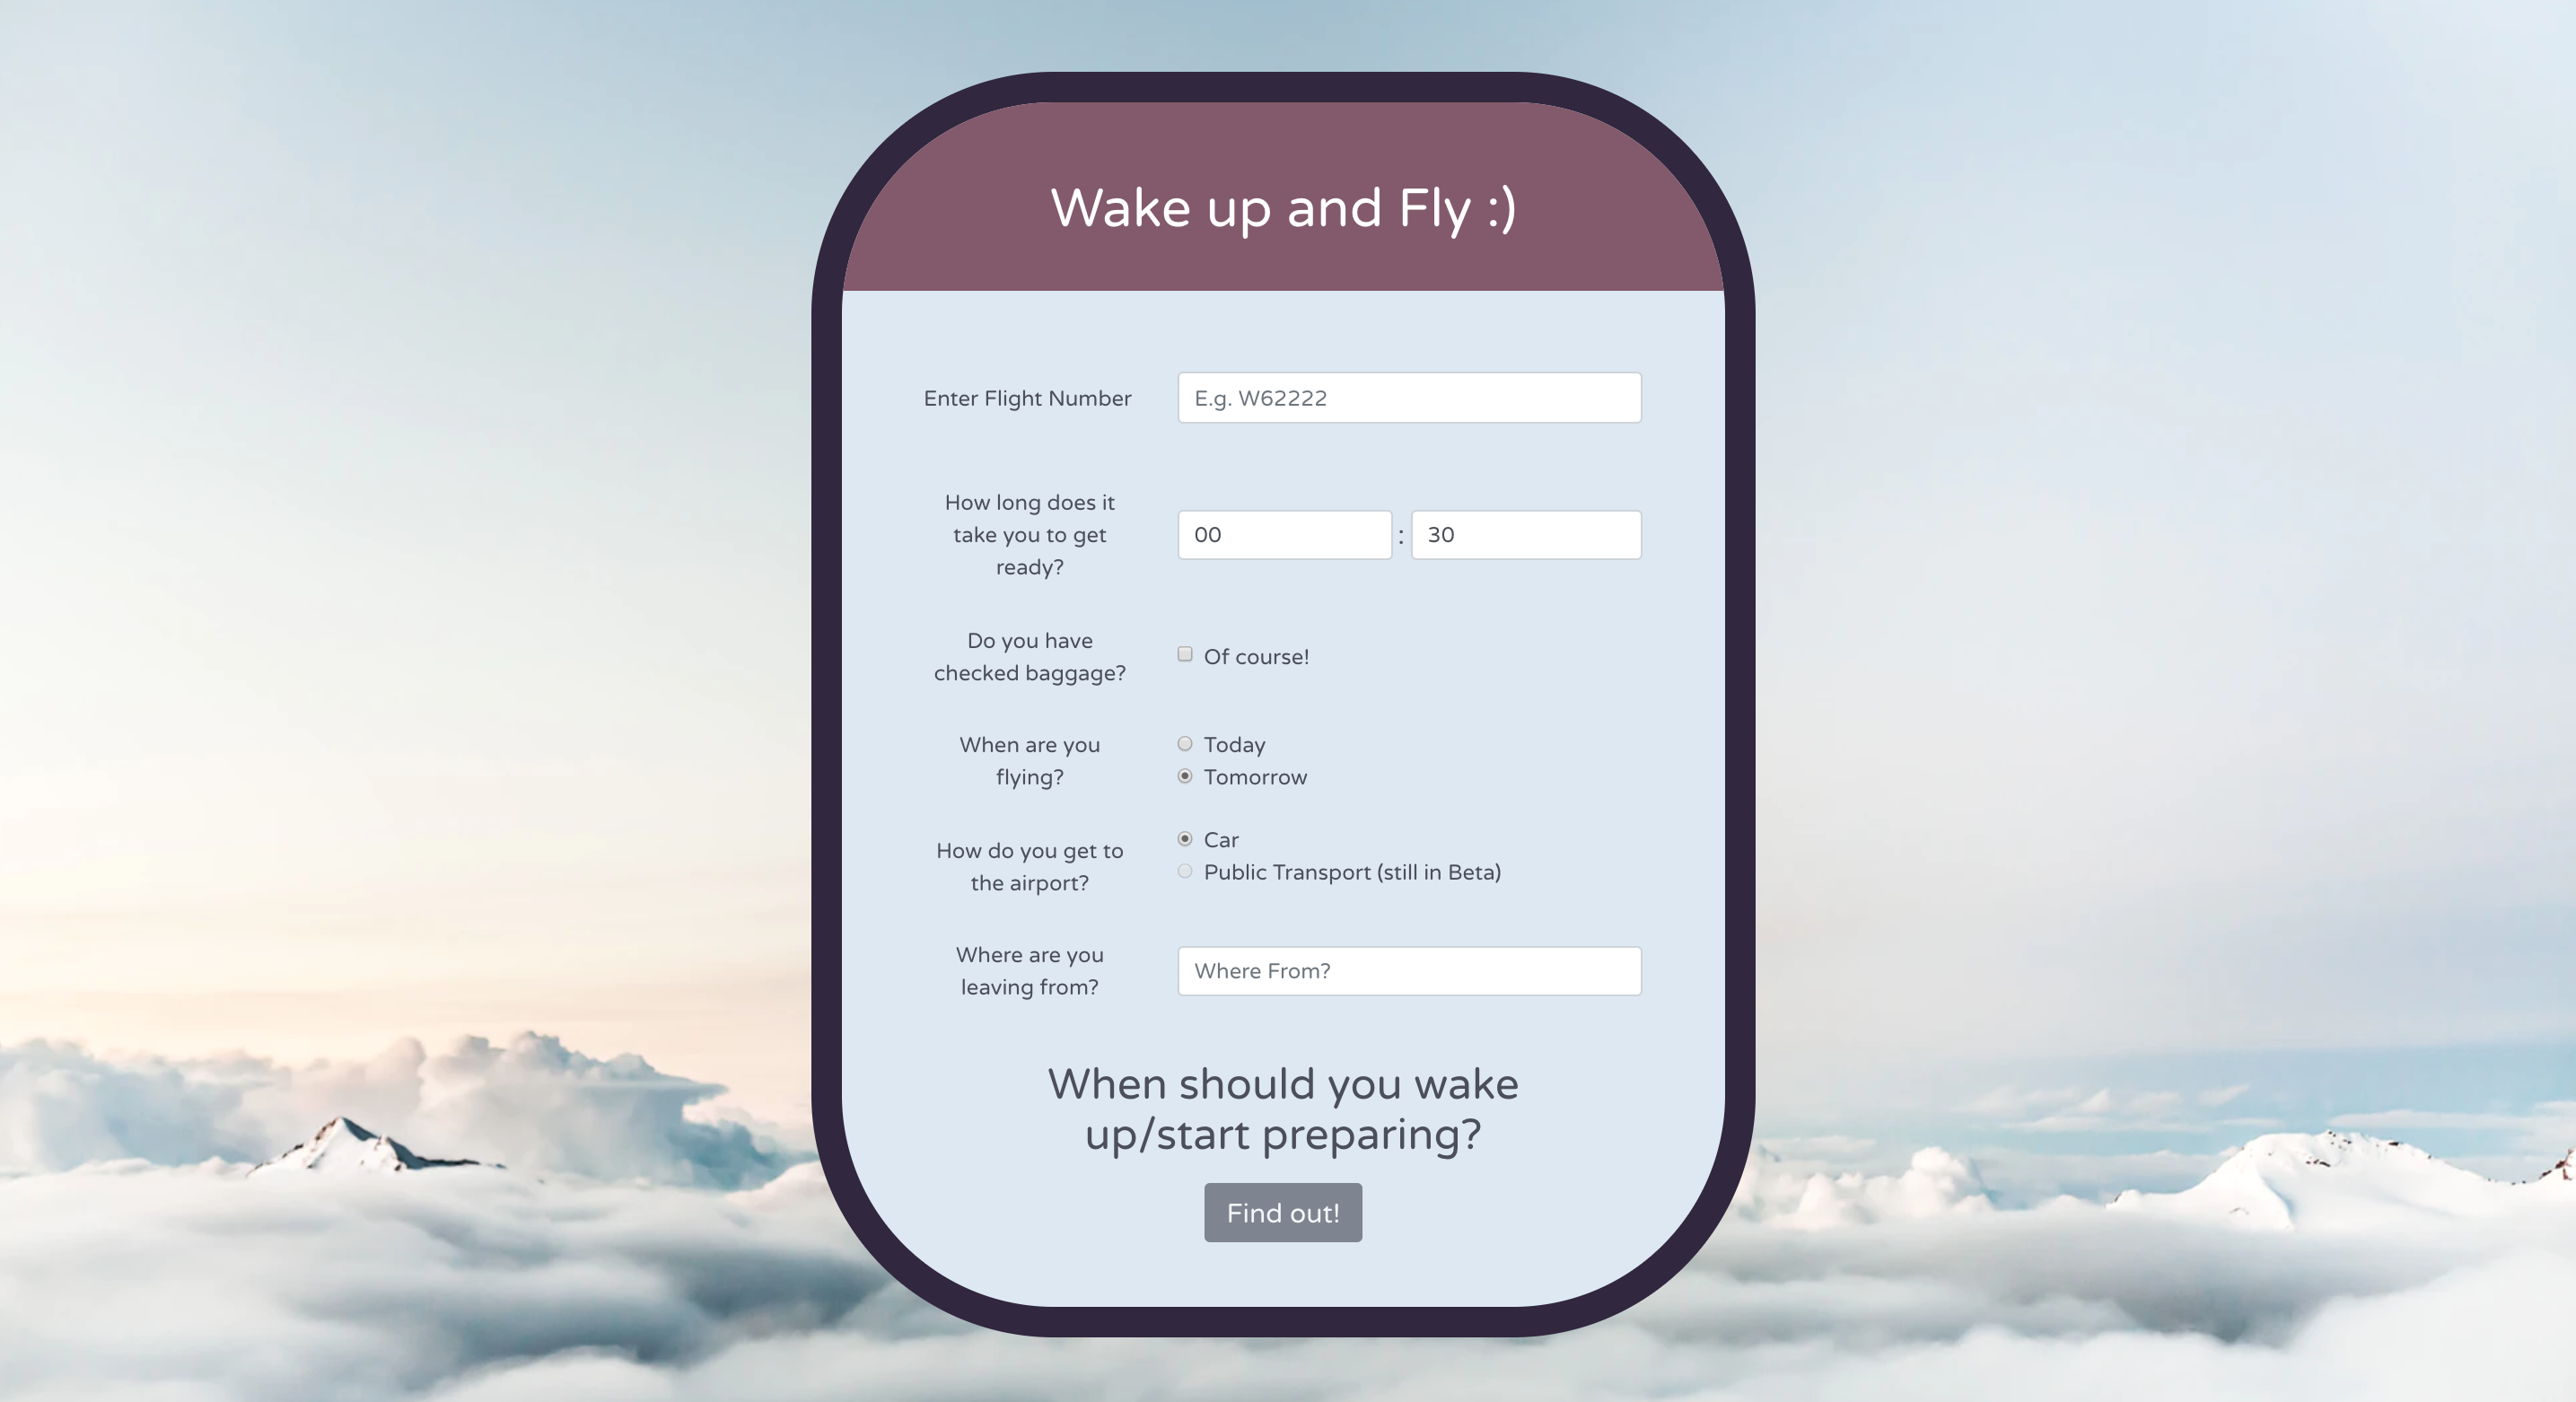 Wake up and Fly :)
Enter Flight Number
E.g. W62222
How long does it
take you to get
ready?
00 : 30
Do you have
checked baggage?
Of course!
When are you
flying?
Today
Tomorrow
How do you get to
the airport?
Car
Public Transport (still in Beta)
Where are you
leaving from?
Where From?
When should you wake
up/start preparing?
Find out!